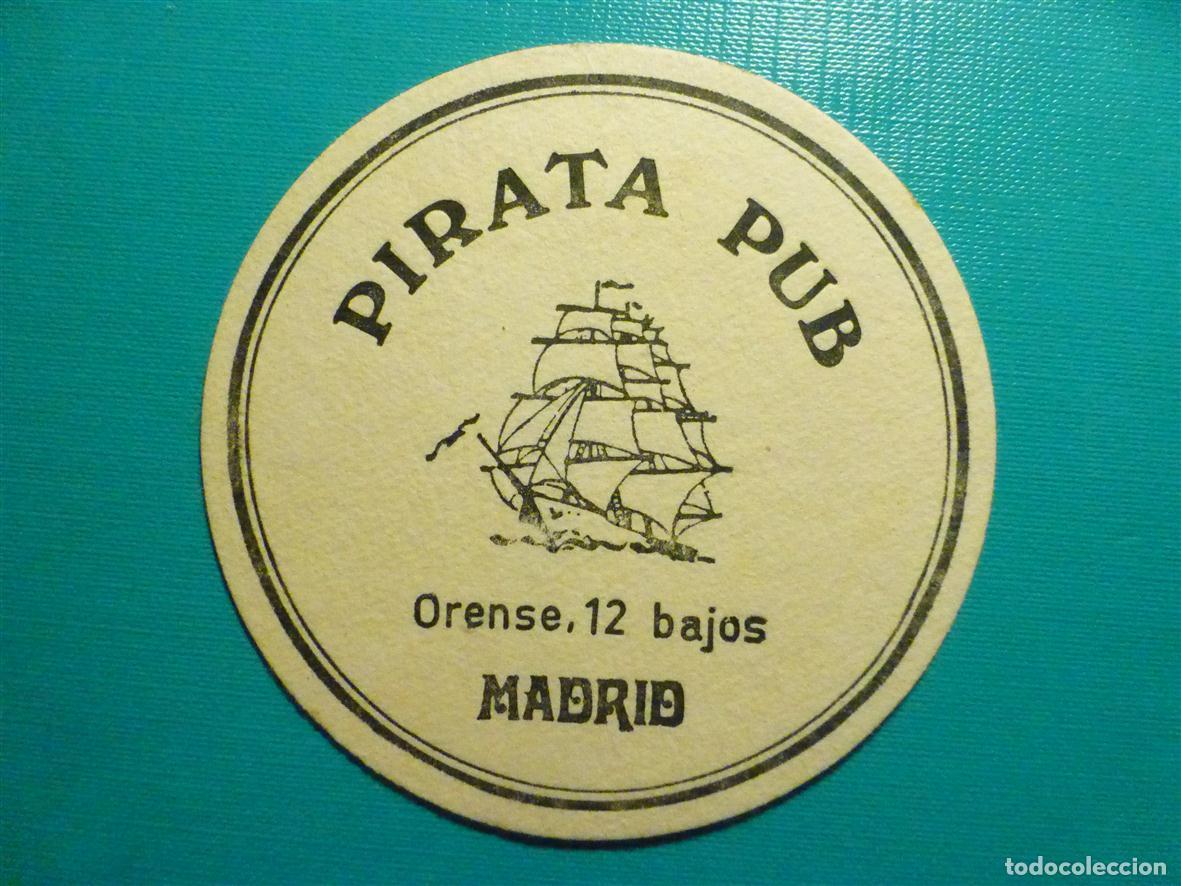 PIRATA PUB
Orense, 12 bajos
MADRID
todocoleccion